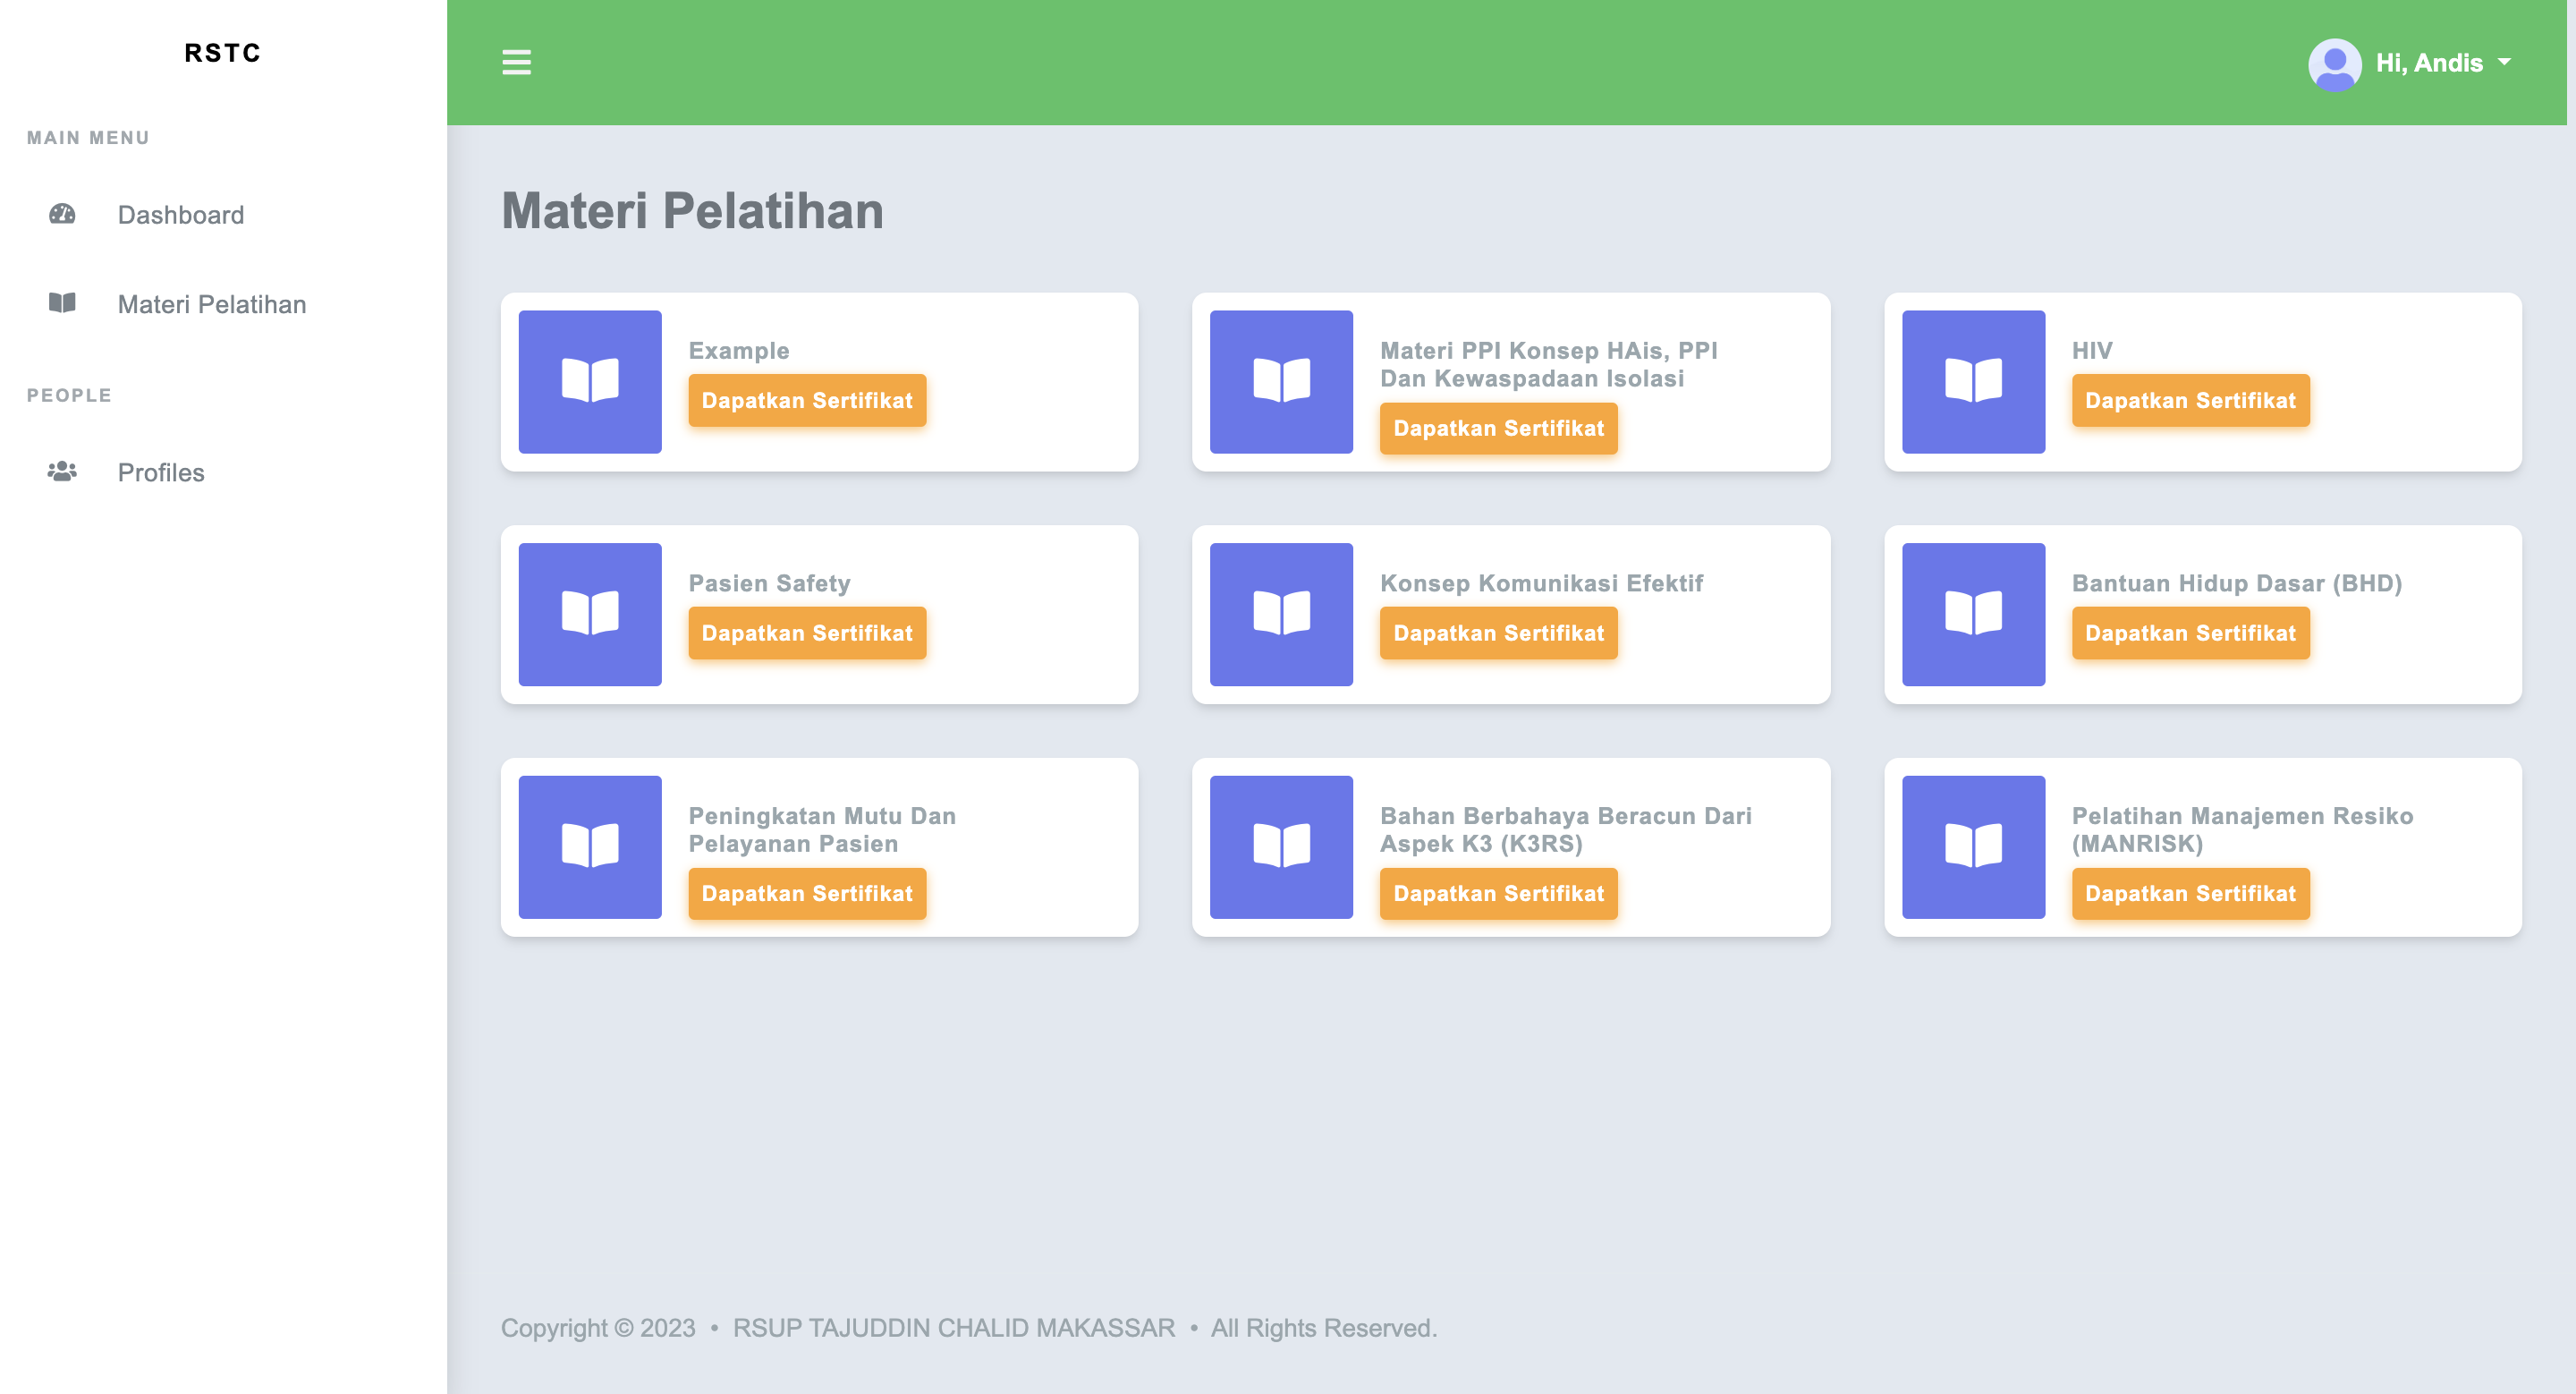 RSTC
MAIN MENU
Dashboard
Materi Pelatihan
PEOPLE
Profiles
Hi, Andis
Materi Pelatihan
Example
Dapatkan Sertifikat
Materi PPI Konsep HAis, PPI
Dan Kewaspadaan Isolasi
Dapatkan Sertifikat
HIV
Dapatkan Sertifikat
Pasien Safety
Dapatkan Sertifikat
Konsep Komunikasi Efektif
Dapatkan Sertifikat
Bantuan Hidup Dasar (BHD)
Dapatkan Sertifikat
Peningkatan Mutu Dan
Pelayanan Pasien
Dapatkan Sertifikat
Bahan Berbahaya Beracun Dari
Aspek K3 (K3RS)
Dapatkan Sertifikat
Pelatihan Manajemen Resiko
(MANRISK)
Dapatkan Sertifikat
Copyright © 2023 • RSUP TAJUDDIN CHALID MAKASSAR • All Rights Reserved.